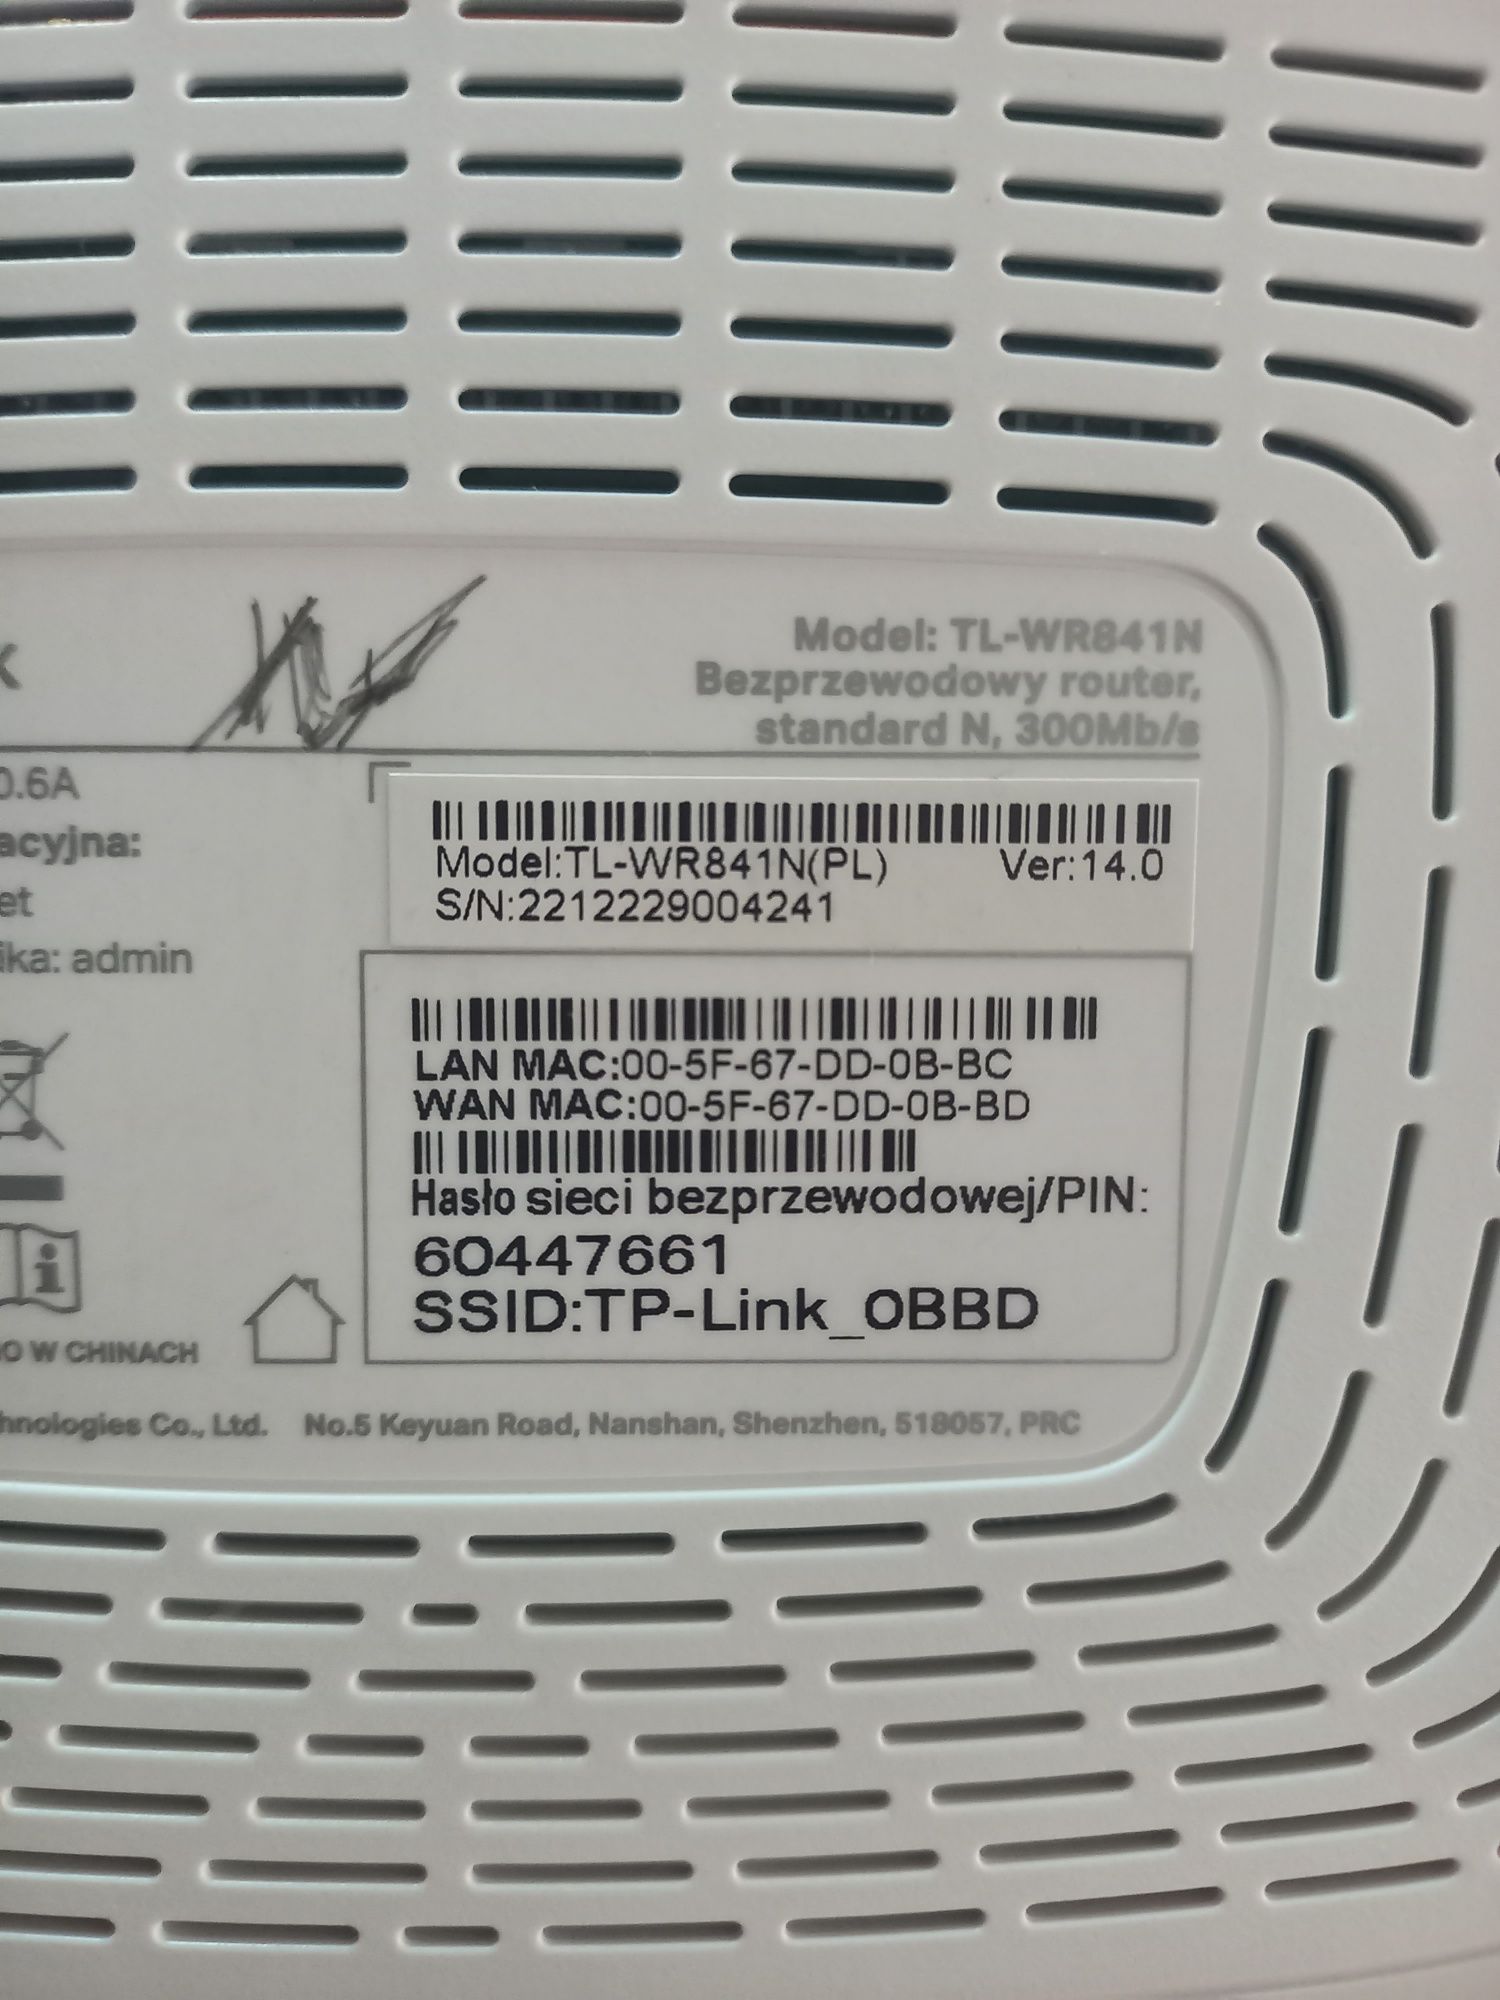 Model: TL-WR841N
Bezprzewodowy router,
standard N, 300Mb/s
0.6A
acyjna:
et
ika: admin
Model:TL-WR841N(PL) Ver:14.0
S/N:2212229004241
LAN MAC:00-5F-67-DD-0B-BC
WAN MAC:00-5F-67-DD-0B-BD
Hasło sieci bezprzewodowej/PIN:
60447661
SSID:TP-Link_0BBD
O W CHINACH
hnologies Co., Ltd. No.5 Keyuan Road, Nanshan, Shenzhen, 518057, PRC